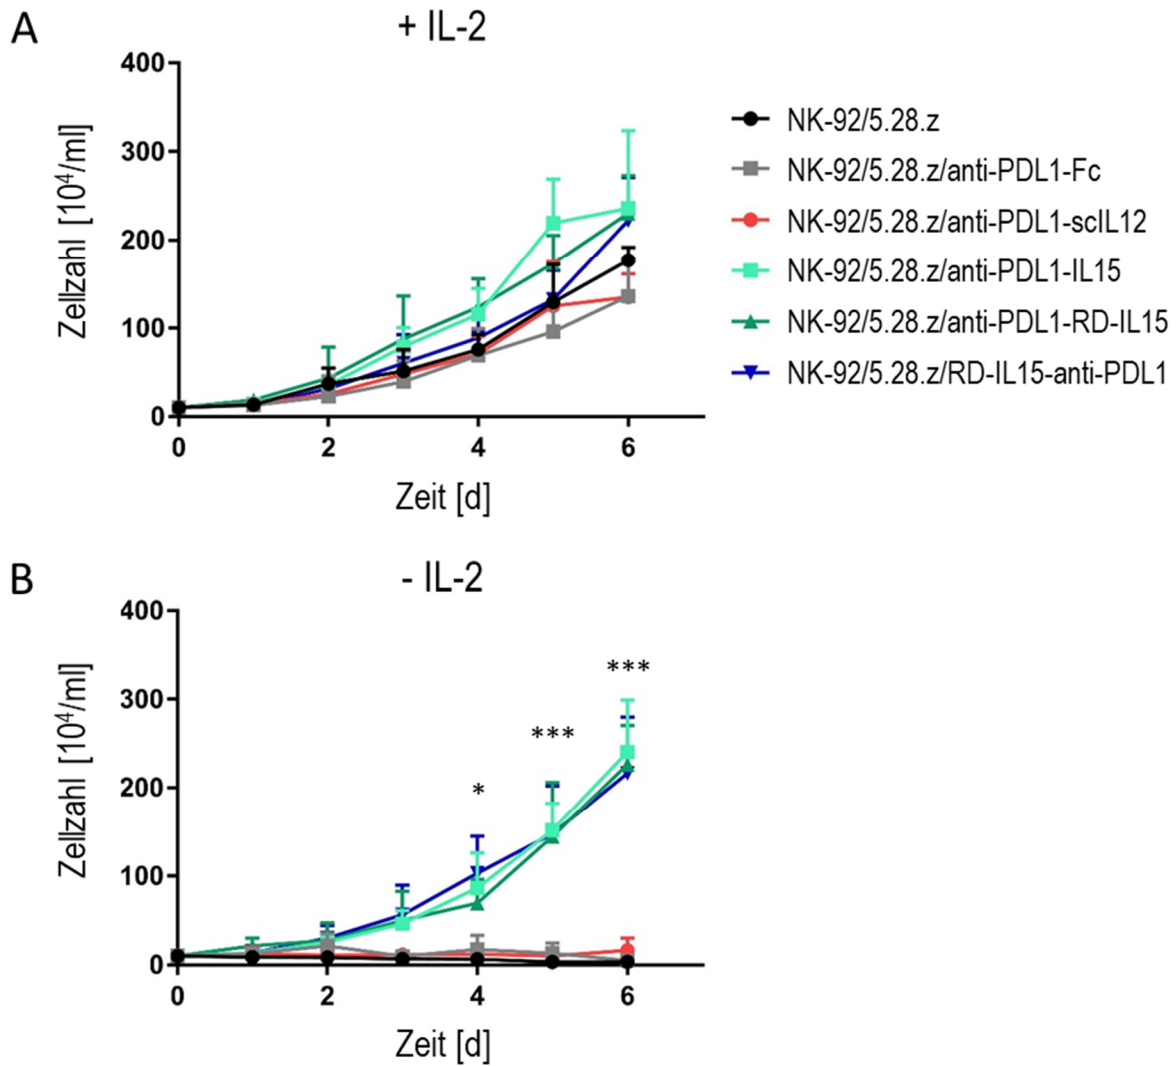 A
+ IL-2
400
300
200
100
0
Zellzahl [10⁴/ml]
0 2 4 6
Zeit [d]
NK-92/5.28.z
NK-92/5.28.z/anti-PDL1-Fc
NK-92/5.28.z/anti-PDL1-scIL12
NK-92/5.28.z/anti-PDL1-IL15
NK-92/5.28.z/anti-PDL1-RD-IL15
NK-92/5.28.z/RD-IL15-anti-PDL1
B
- IL-2
400
300
200
100
0
Zellzahl [10⁴/ml]
*
***
***
0 2 4 6
Zeit [d]